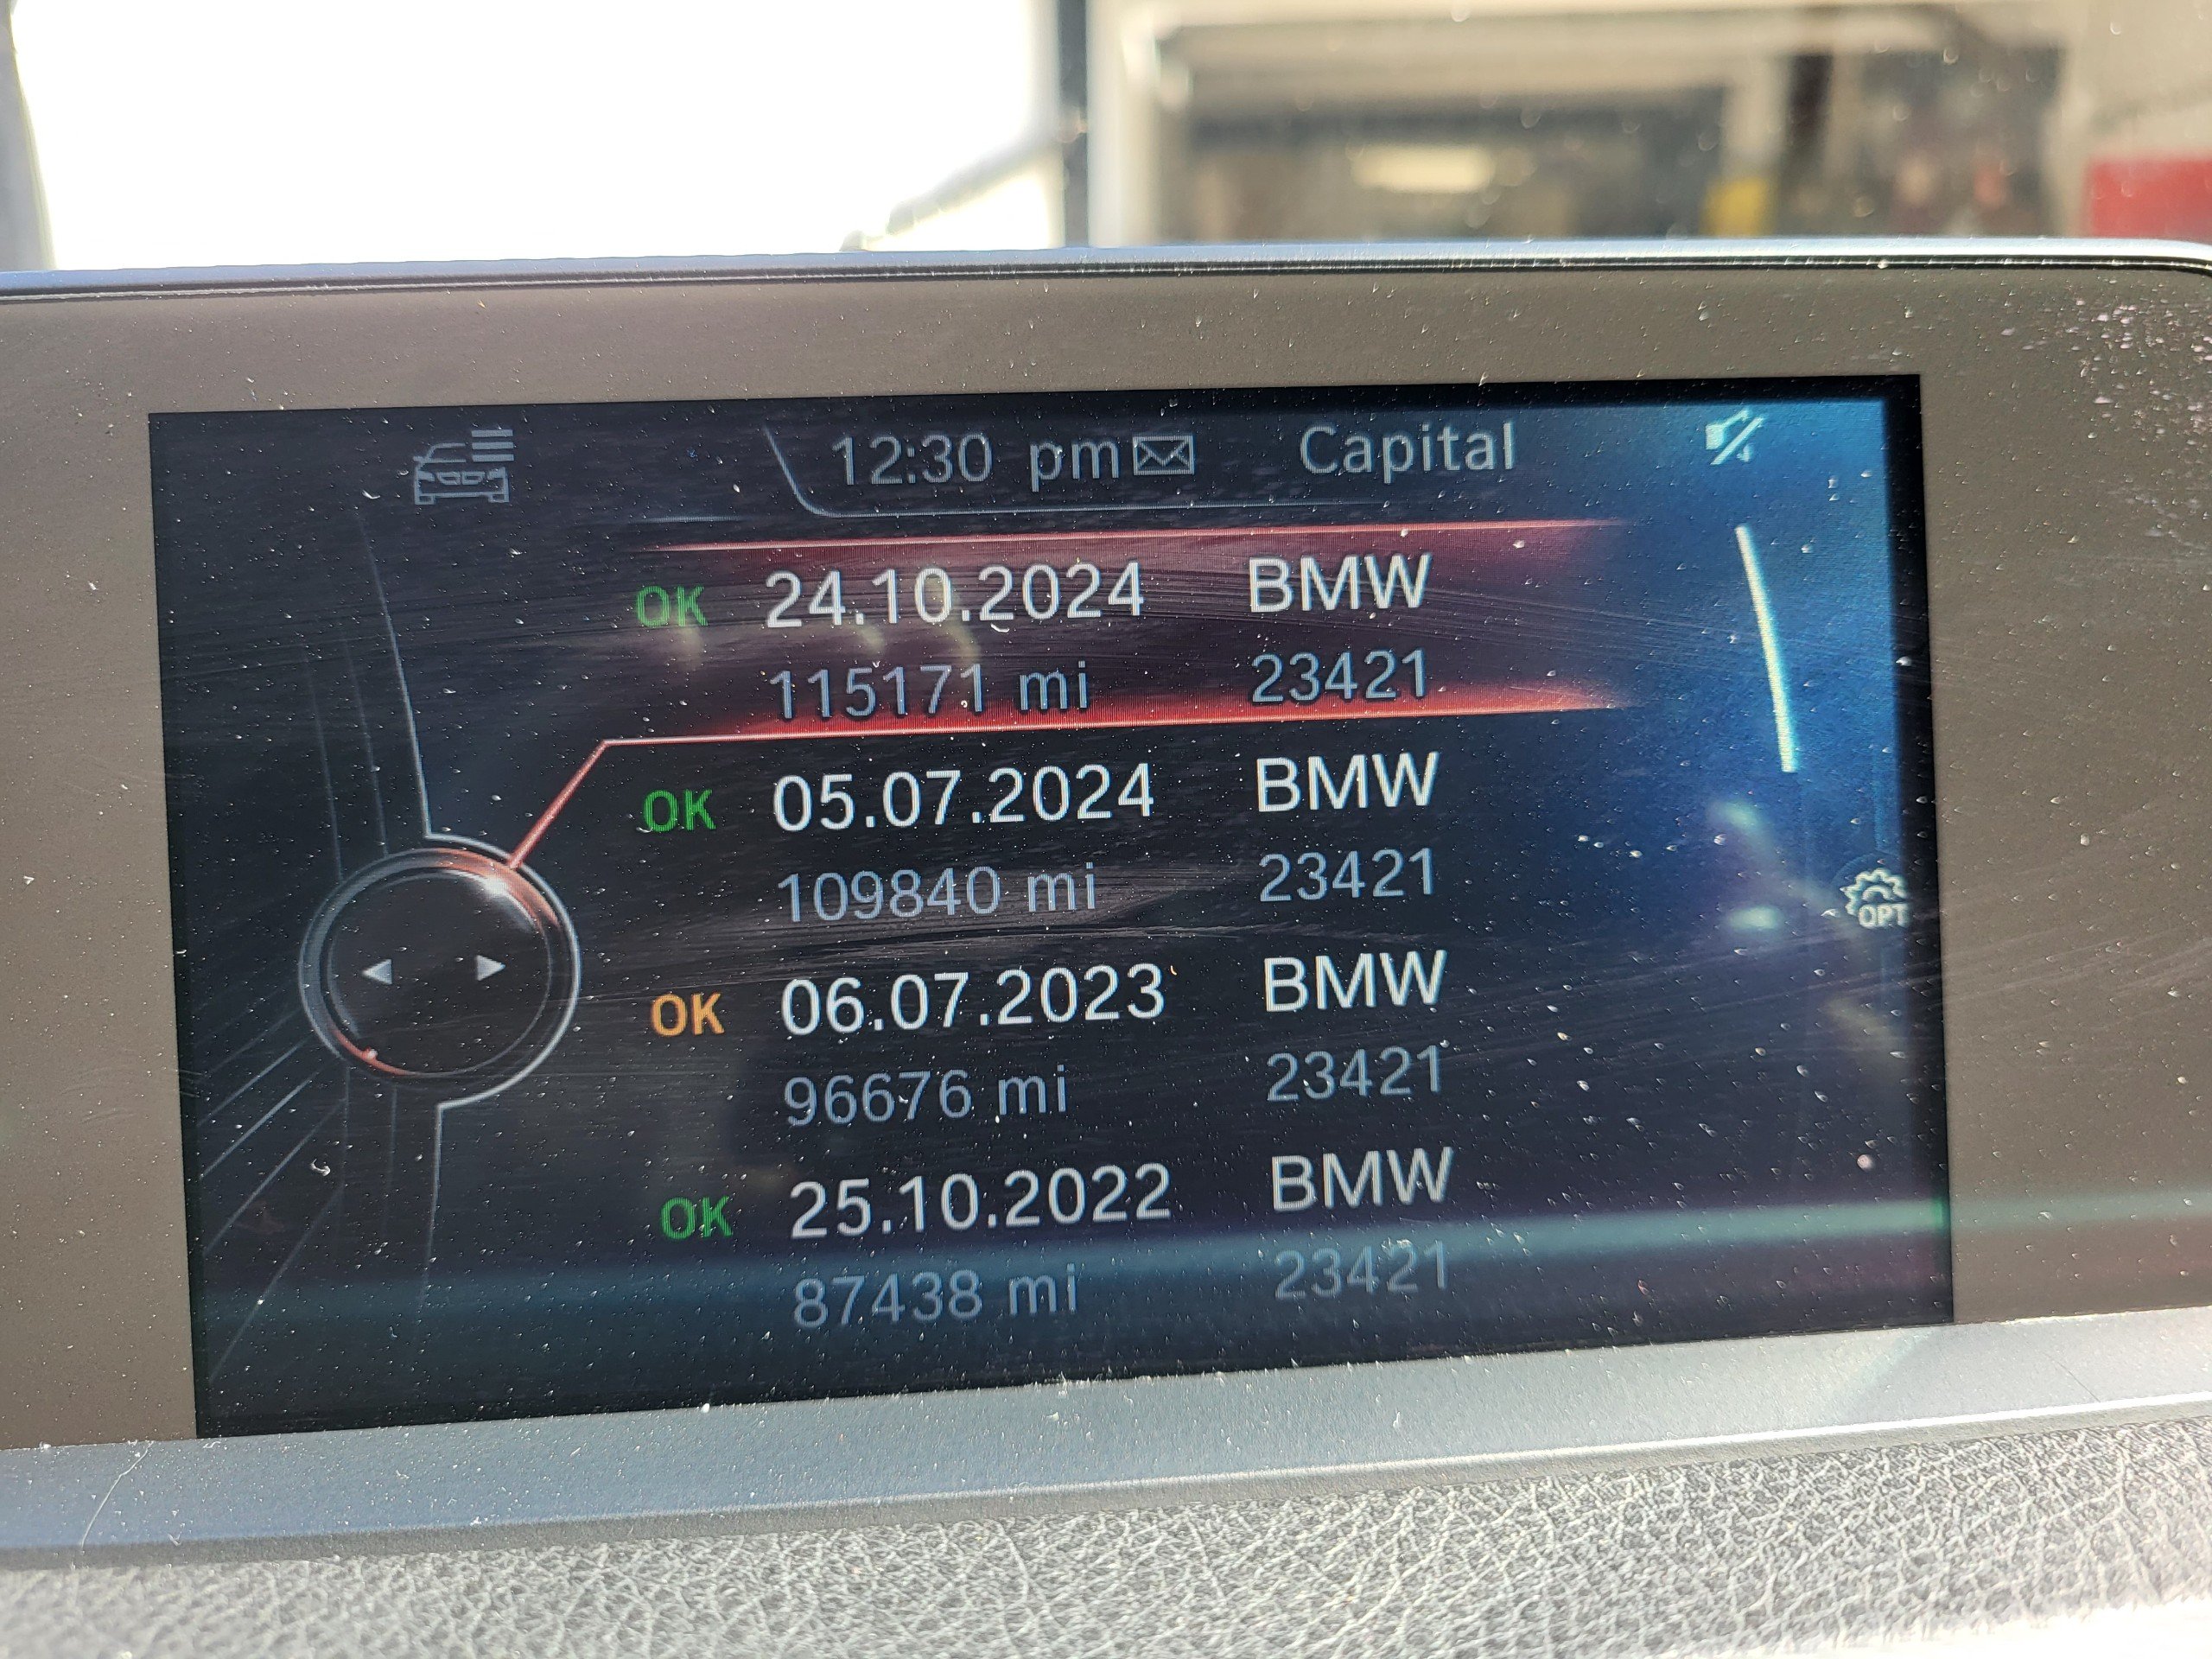 12:30 pm Capital
OK 24.10.2024 BMW
115171 mi 23421
OK 05.07.2024 BMW
109840 mi 23421
OK 06.07.2023 BMW
96676 mi 23421
OK 25.10.2022 BMW
87438 mi 23421
OPT